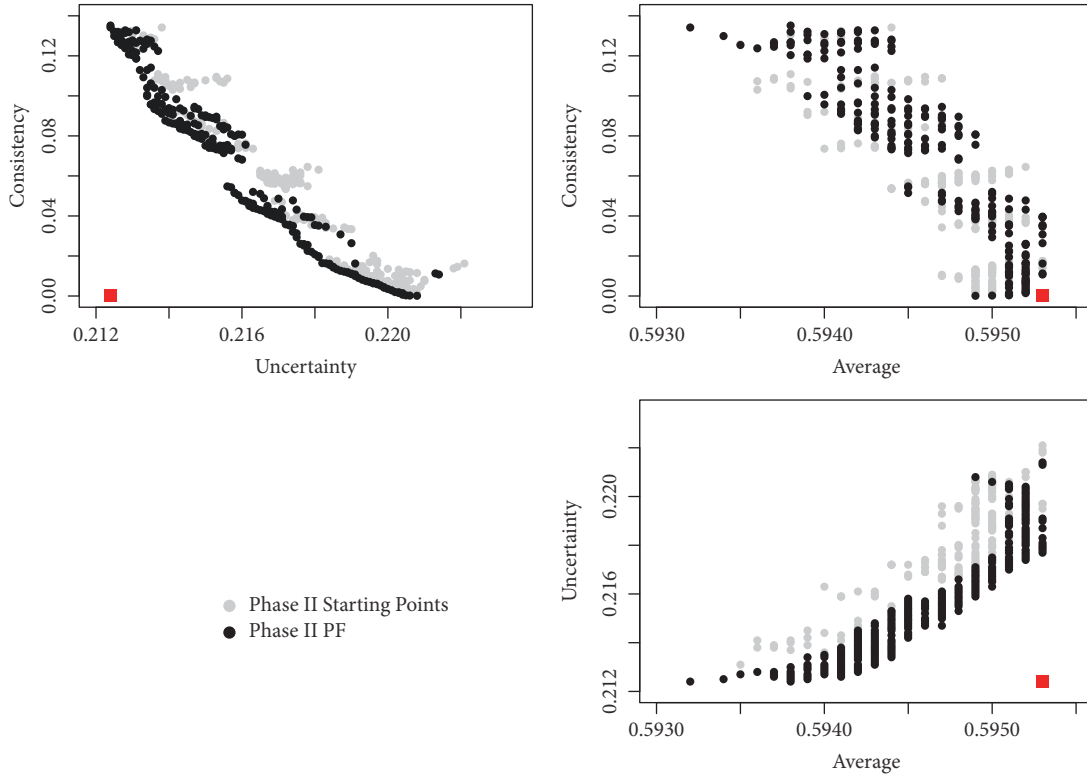 0.12
0.08
0.04
0.00
Consistency
0.212
0.216
0.220
Uncertainty
0.12
0.08
0.04
0.00
Consistency
0.5930
0.5940
0.5950
Average
0.220
0.216
0.212
Uncertainty
0.5930
0.5940
0.5950
Average
Phase II Starting Points
Phase II PF